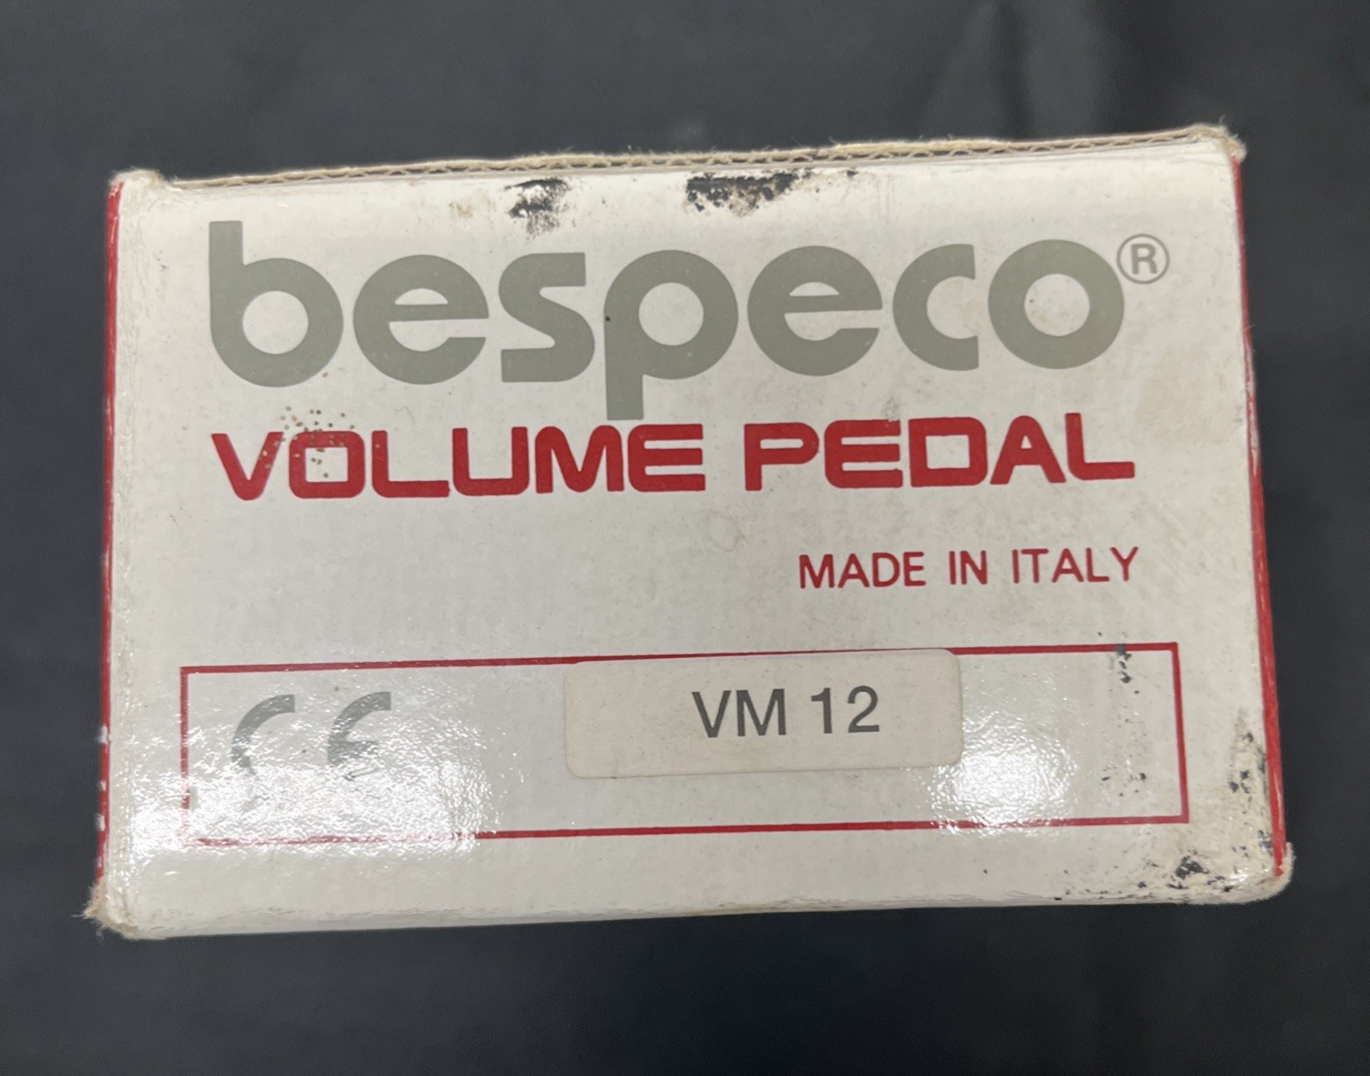 bespeco®
VOLUME PEDAL
MADE IN ITALY
CE
VM 12